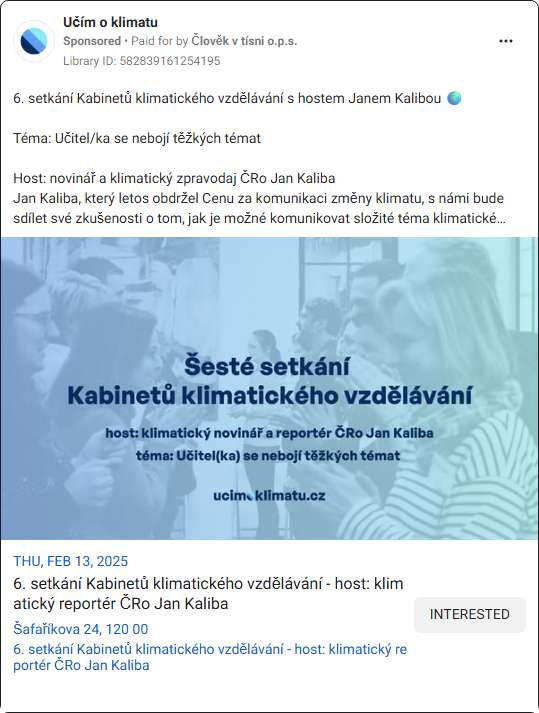 Učím o klimatu
Sponsored • Paid for by Člověk v tísni o.p.s.
Library ID: 582839161254195
6. setkání Kabinetů klimatického vzdělávání s hostem Janem Kalibou
Téma: Učitel/ka se nebojí těžkých témat
Host: novinář a klimatický zpravodaj ČRo Jan Kaliba
Jan Kaliba, který letos obdržel Cenu za komunikaci změny klimatu, s námi bude
sdílet své zkušenosti o tom, jak je možné komunikovat složité téma klimatické...
Šesté setkání
Kabinetů klimatického vzdělávání
host: klimatický novinář a reportér ČRo Jan Kaliba
téma: Učitel(ka) se nebojí těžkých témat
ucimoklimatu.cz
THU, FEB 13, 2025
6. setkání Kabinetů klimatického vzdělávání - host: klim
atický reportér ČRo Jan Kaliba
INTERESTED
Šafaříkova 24, 120 00
6. setkání Kabinetů klimatického vzdělávání - host: klimatický re
portér ČRo Jan Kaliba